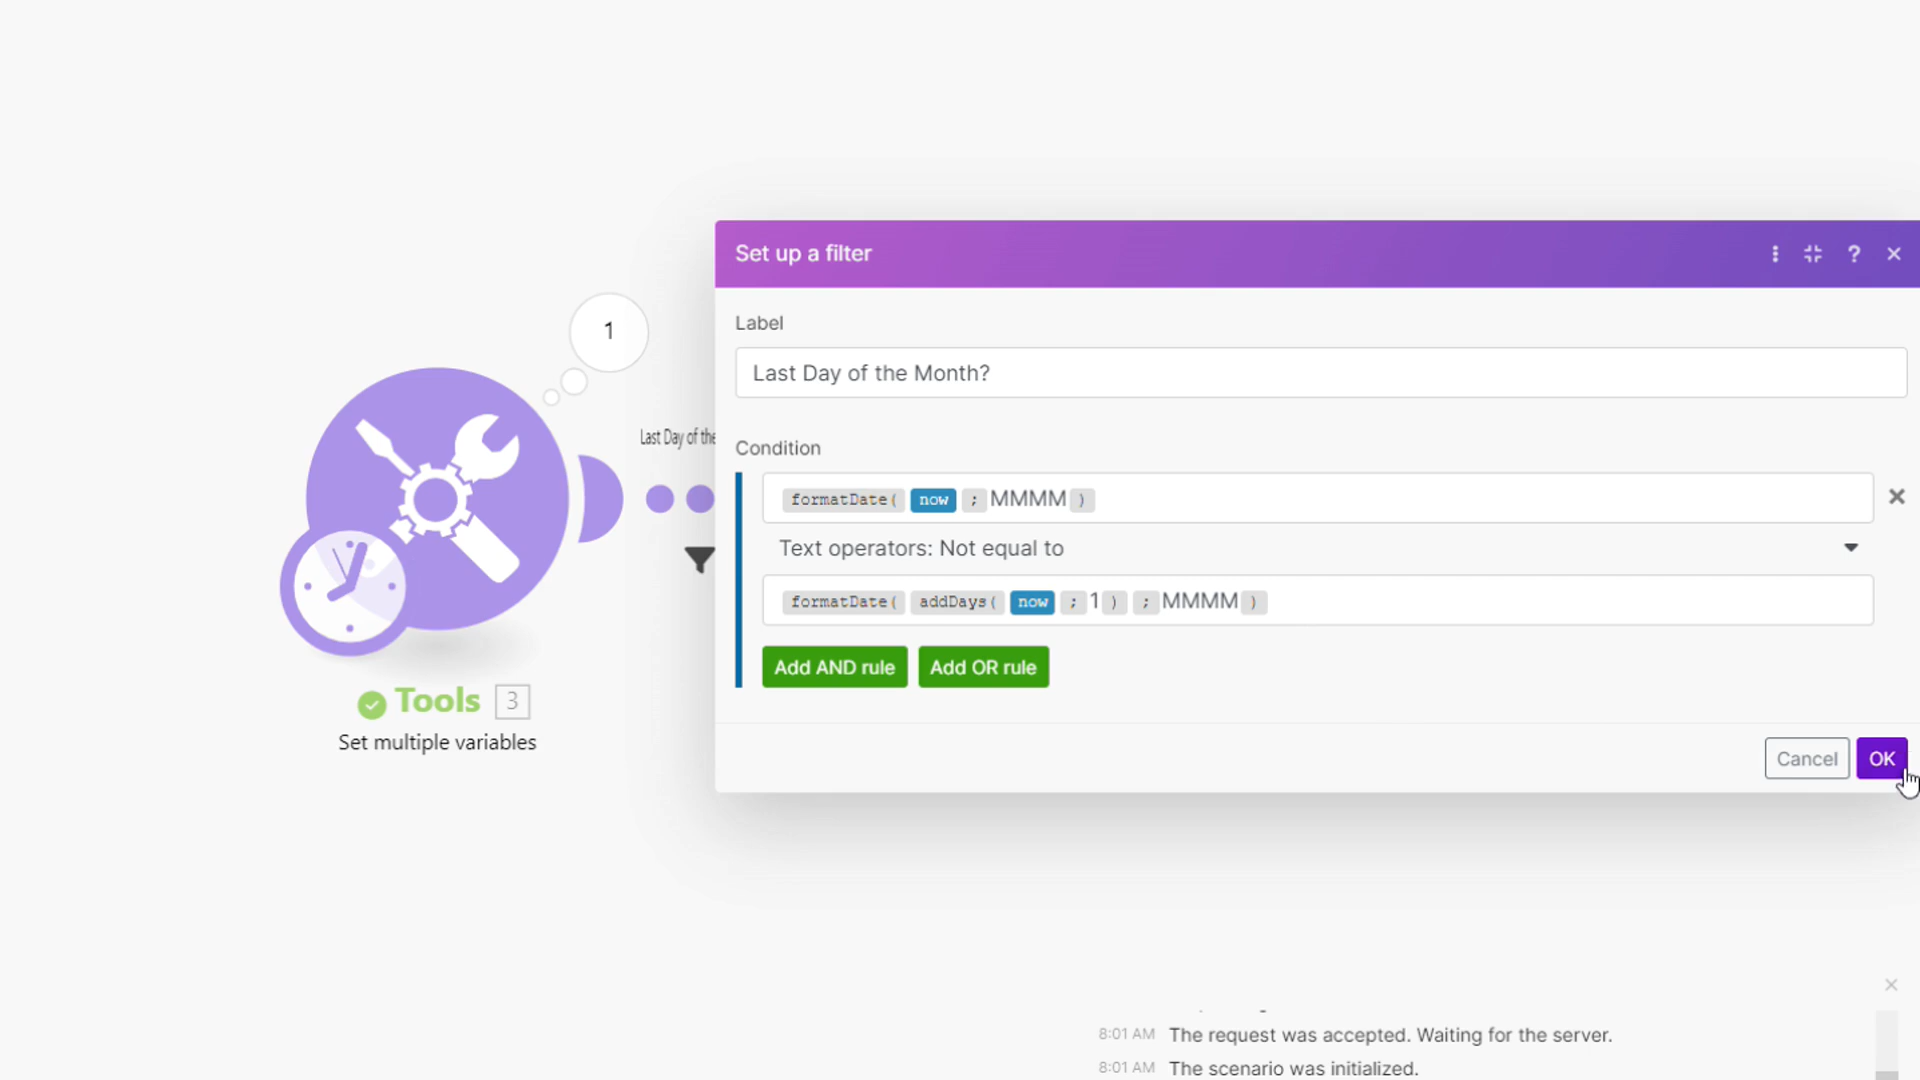 Set up a filter
?
Label
Last Day of the Month?
1
Last Day of the
Condition
formatDate( now ; MMMM )
Text operators: Not equal to
formatDate( addDays( now ; 1 ) ; MMMM )
Add AND rule Add OR rule
Tools 3
Set multiple variables
Cancel OK
8:01 AM The request was accepted. Waiting for the server.
8:01 AM The scenario was initialized.